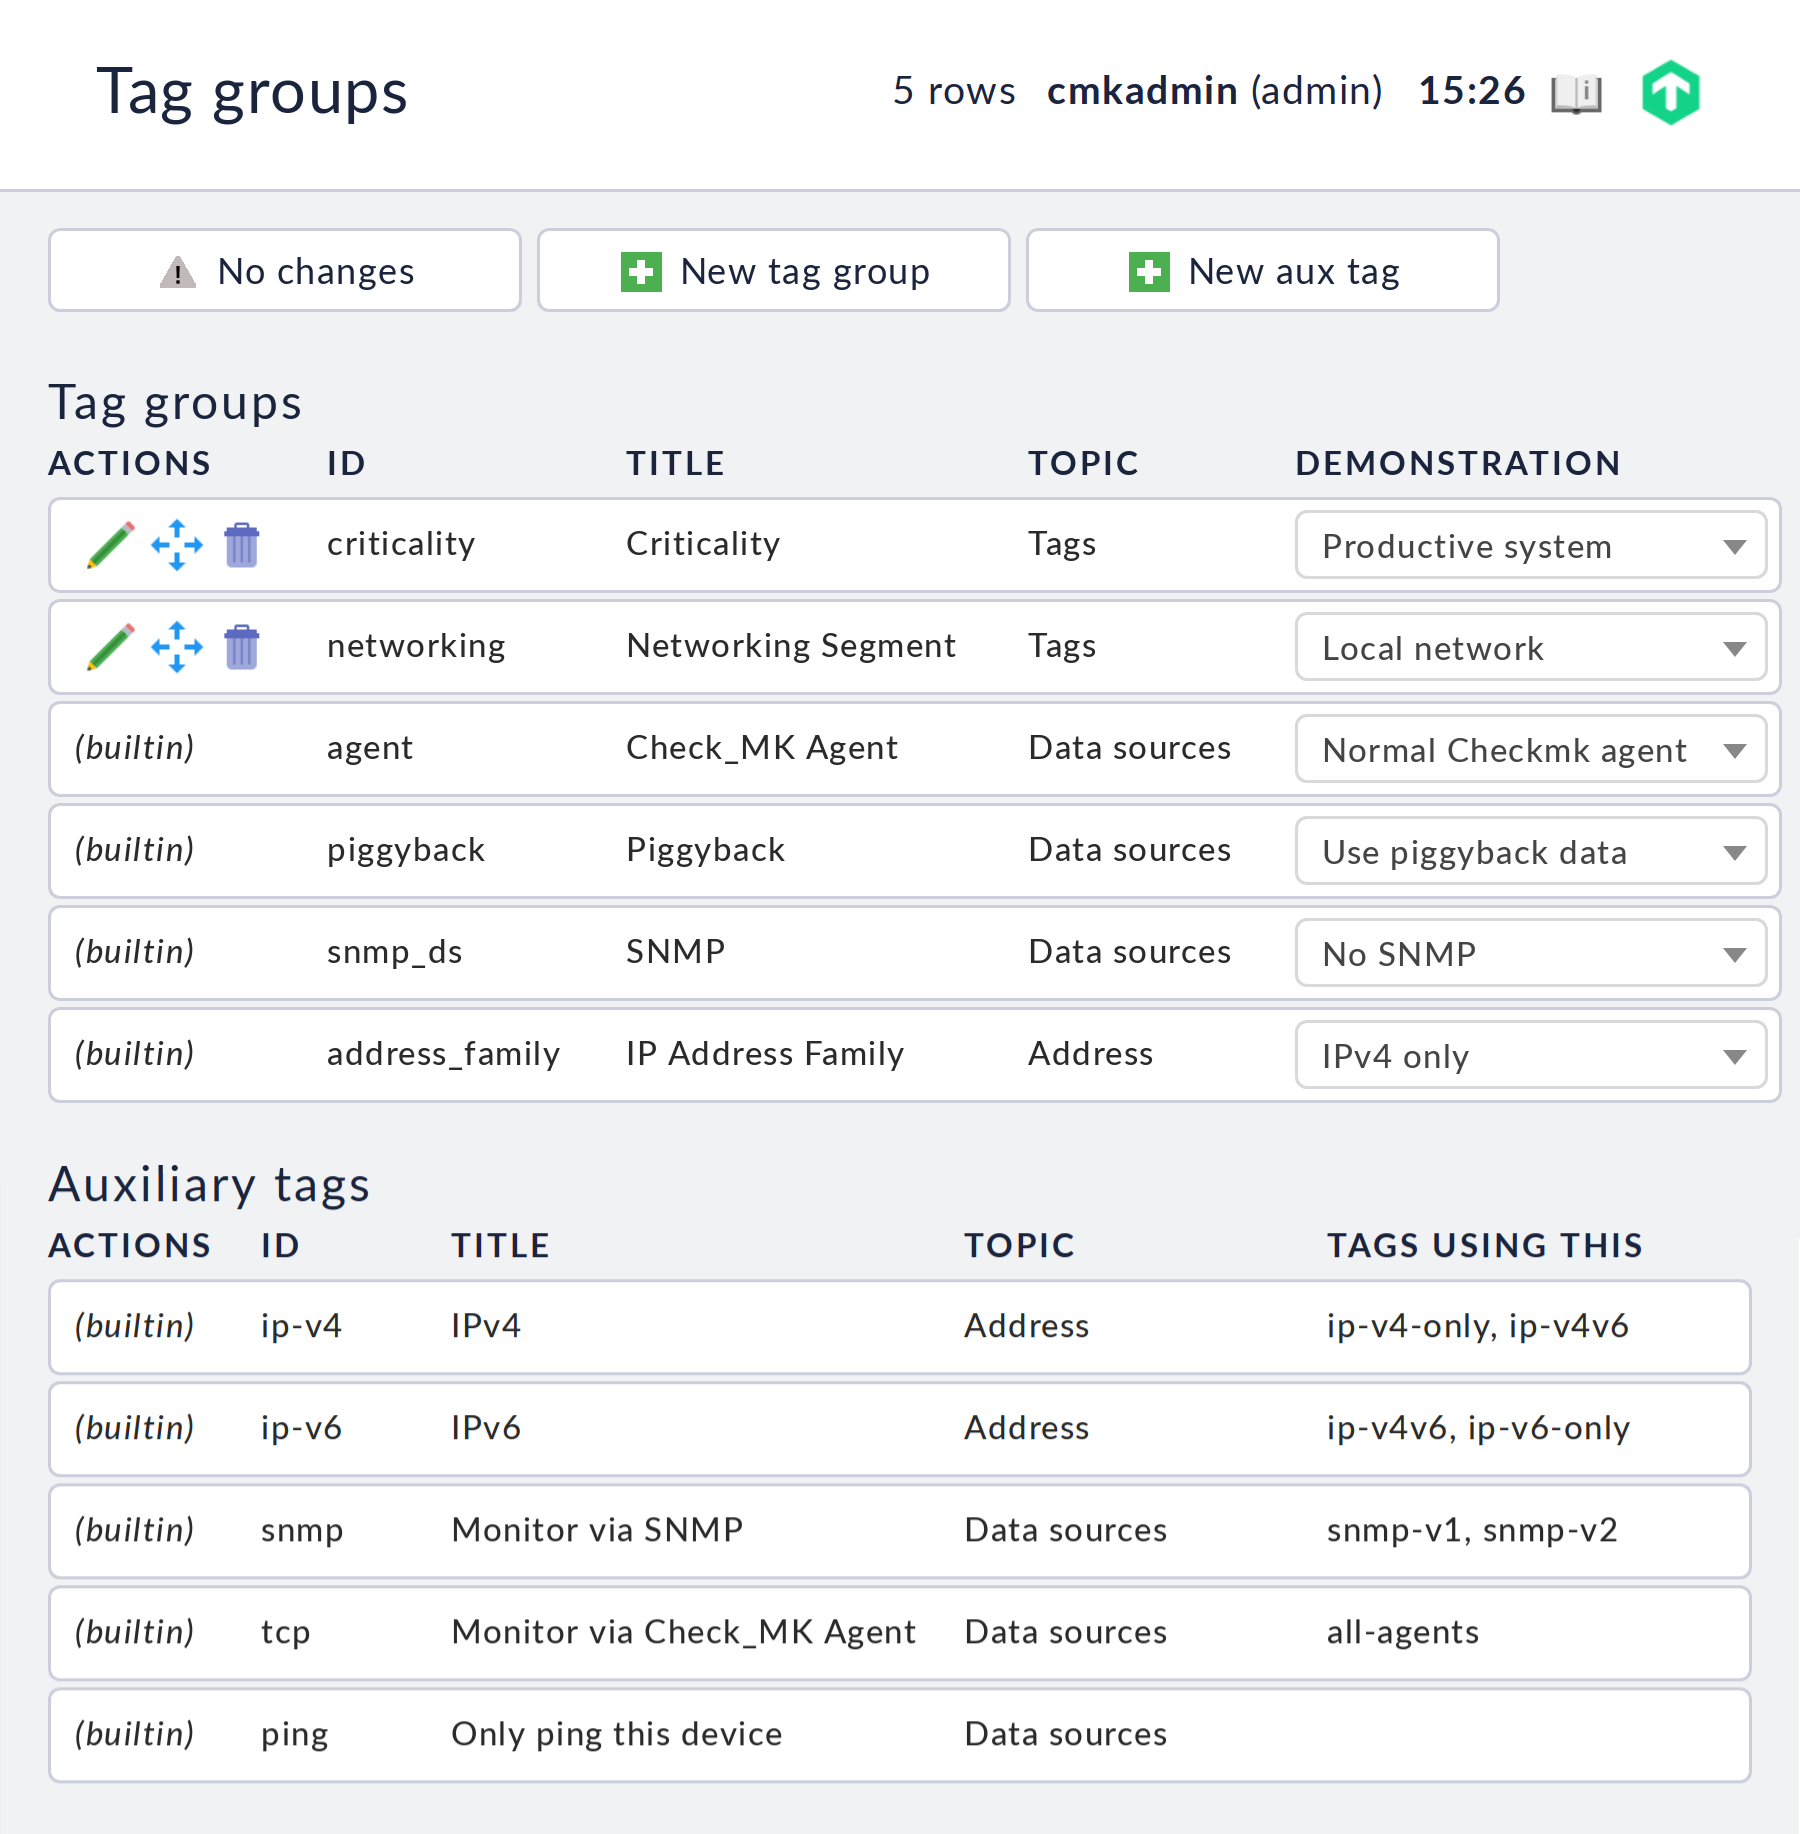 Tag groups 5 rows cmkadmin (admin) 15:26
No changes New tag group New aux tag
Tag groups
ACTIONS ID TITLE TOPIC DEMONSTRATION
criticality Criticality Tags Productive system
networking Networking Segment Tags Local network
(builtin) agent Check_MK Agent Data sources Normal Checkmk agent
(builtin) piggyback Piggyback Data sources Use piggyback data
(builtin) snmp_ds SNMP Data sources No SNMP
(builtin) address_family IP Address Family Address IPv4 only
Auxiliary tags
ACTIONS ID TITLE TOPIC TAGS USING THIS
(builtin) ip-v4 IPv4 Address ip-v4-only, ip-v4v6
(builtin) ip-v6 IPv6 Address ip-v4v6, ip-v6-only
(builtin) snmp Monitor via SNMP Data sources snmp-v1, snmp-v2
(builtin) tcp Monitor via Check_MK Agent Data sources all-agents
(builtin) ping Only ping this device Data sources